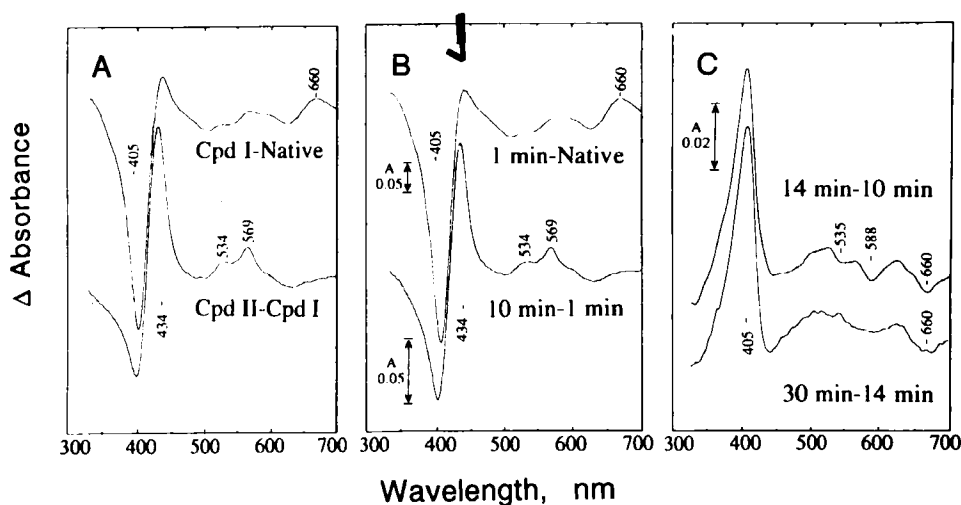 A
B
C
-660
-660
-405
Cpd I-Native
-405
A
0.05
1 min-Native
A
0.02
14 min-10 min
534
569
534
569
-535
-588
-660
434 -
Cpd II-Cpd I
434 -
10 min-1 min
A
0.05
405 -
-660
30 min-14 min
Δ Absorbance
300 400 500 600 700
300 400 500 600 700
300 400 500 600 700
Wavelength, nm